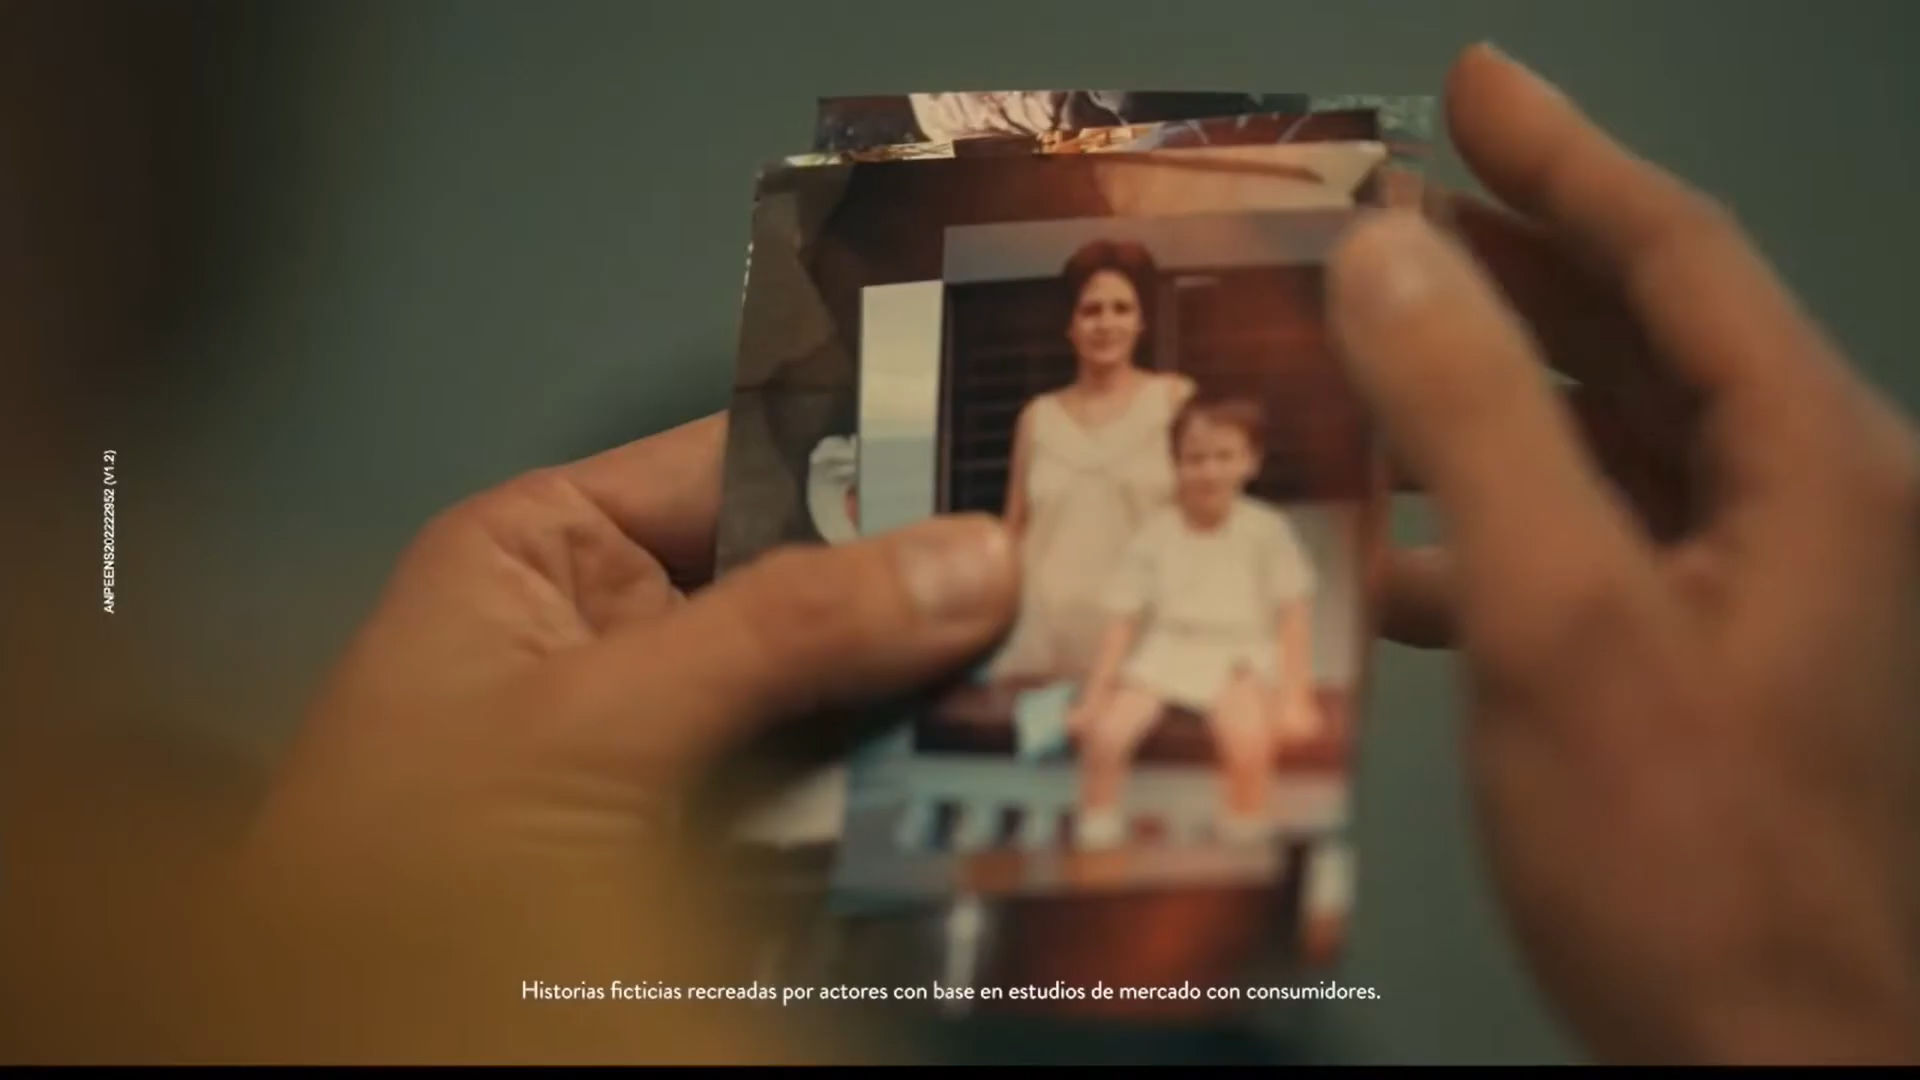 ANPEENS202222952 (V1.2)
Historias ficticias recreadas por actores con base en estudios de mercado con consumidores.